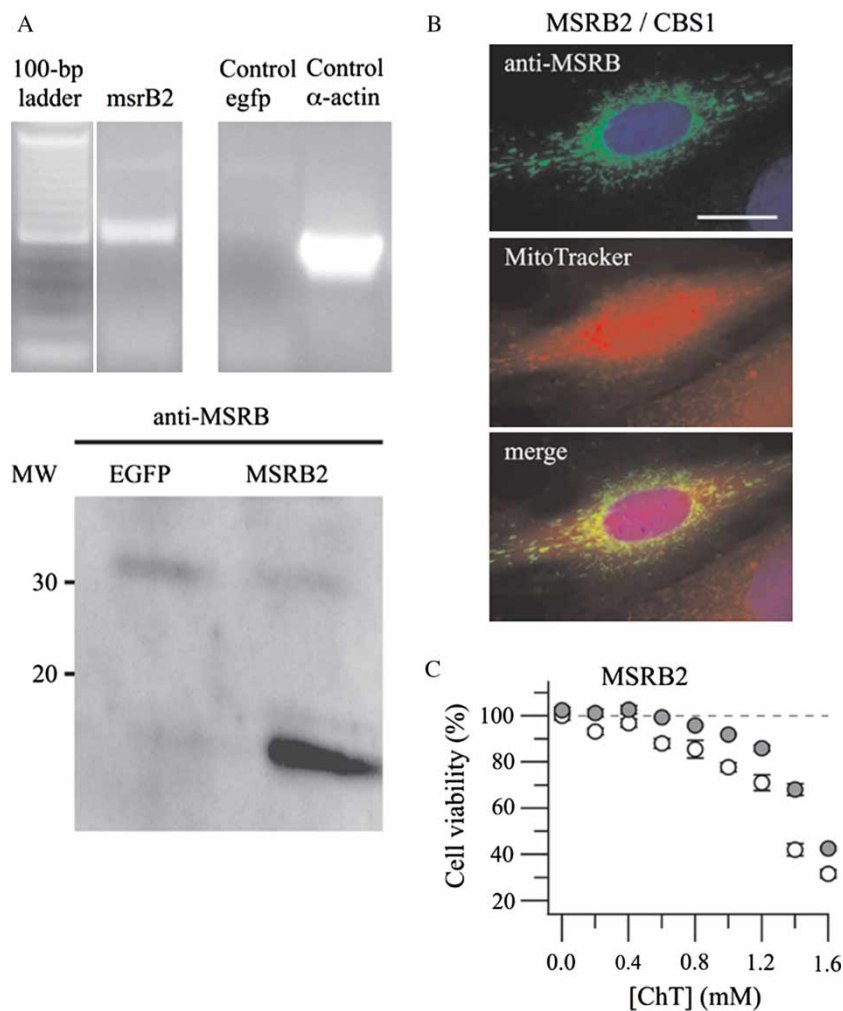 A
100-bp
ladder
msrB2
Control
egfp
Control
α-actin
anti-MSRB
MW
EGFP
MSRB2
30
20
B
MSRB2 / CBS1
anti-MSRB
MitoTracker
merge
C
MSRB2
Cell viability (%)
100
80
60
40
20
0.0
0.4
0.8
1.2
1.6
[ChT] (mM)